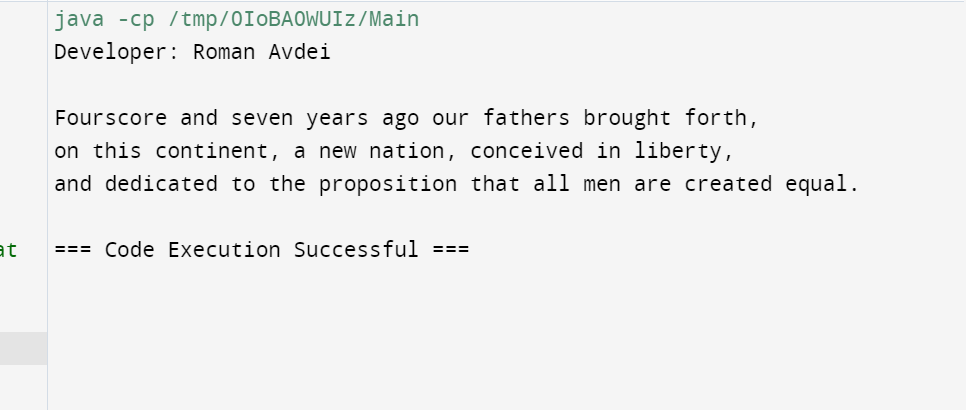 java -cp /tmp/OIoBAOWUIz/Main
Developer: Roman Avdei
Fourscore and seven years ago our fathers brought forth,
on this continent, a new nation, conceived in liberty,
and dedicated to the proposition that all men are created equal.
at
=== Code Execution Successful ===